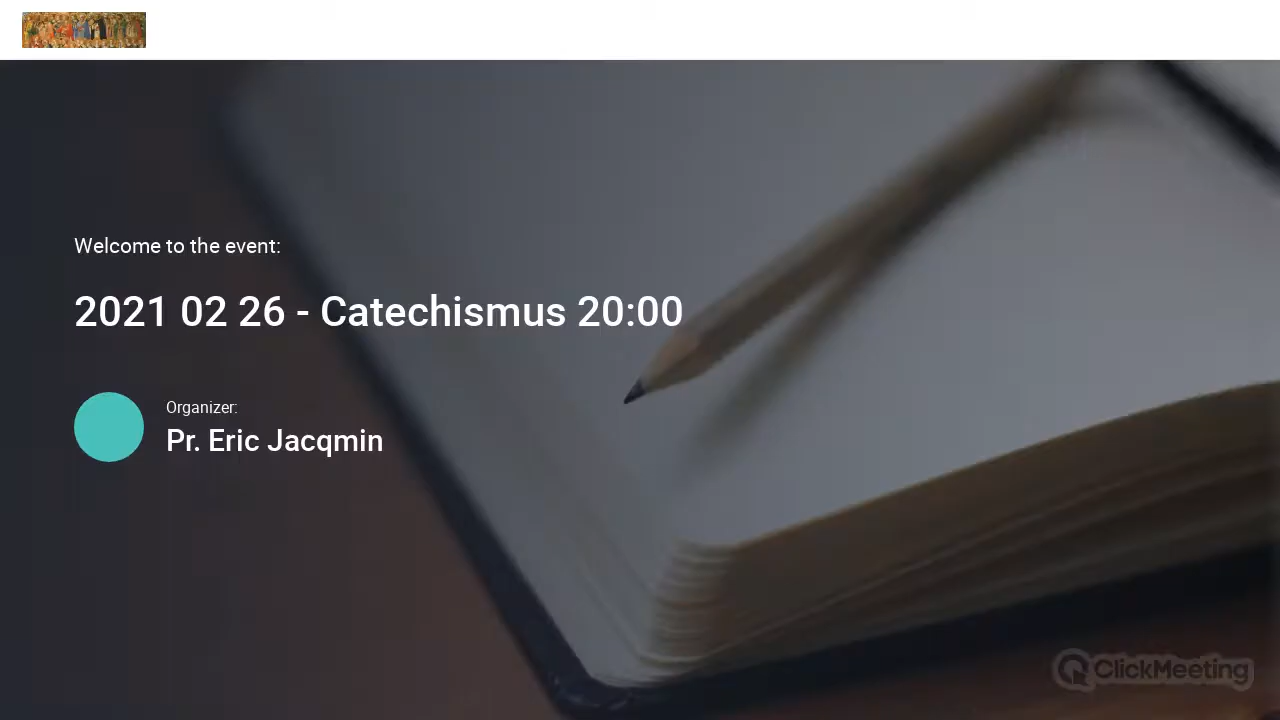 Welcome to the event:
2021 02 26 - Catechismus 20:00
Organizer:
Pr. Eric Jacqmin
ClickMeeting